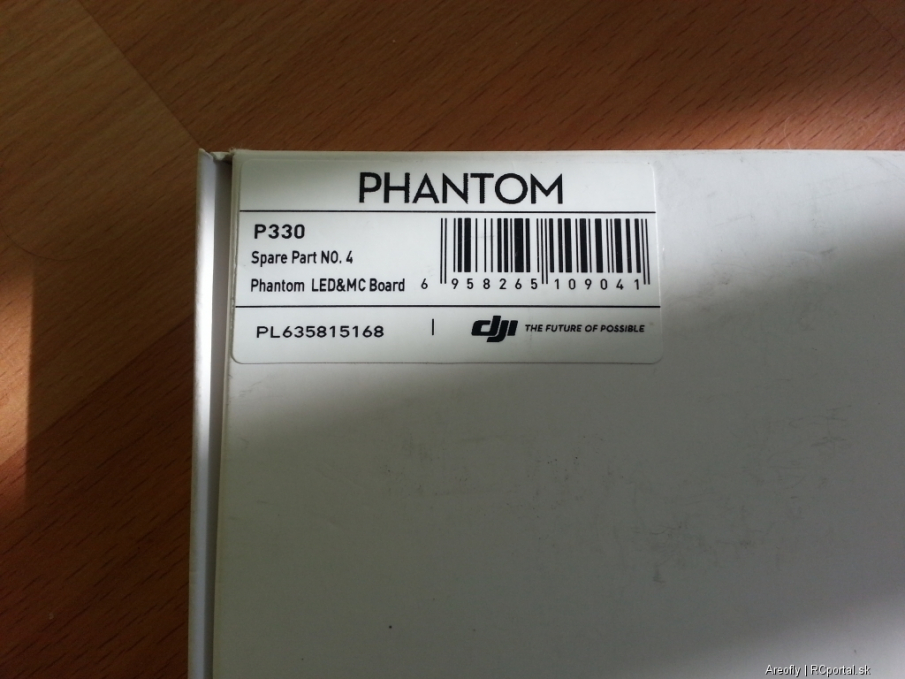 PHANTOM
P330
Spare Part NO. 4
Phantom LED&MC Board
6 958265 109041
PL635815168 | dji THE FUTURE OF POSSIBLE
Areofly | RCportal.sk